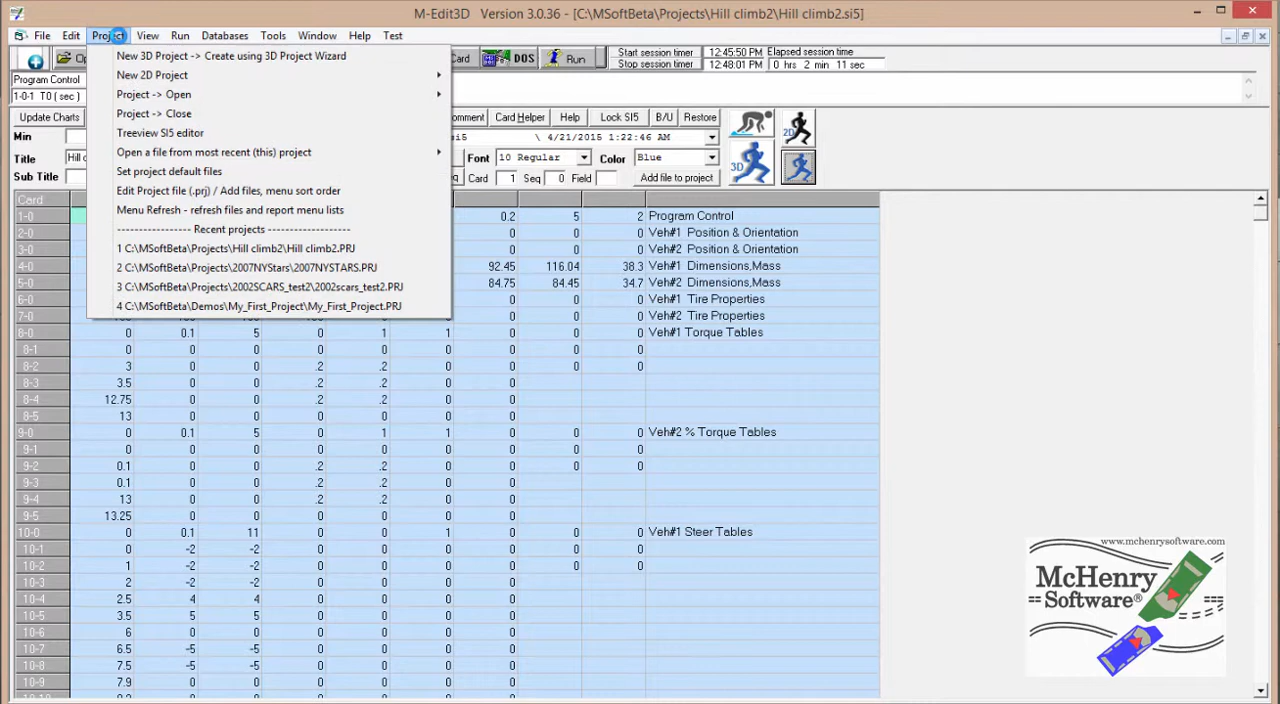 M-Edit3D Version 3.0.36 - [C:\MSoftBeta\Projects\Hill climb2\Hill climb2.si5]
File Edit Project View Run Databases Tools Window Help Test
Card DOS Run Start session timer 12:45:50 PM Elapsed session time
Stop session timer 12:48:01 PM 0 hrs 2 min 11 sec
Program Control
1-0-1 T0 ( sec )
Update Charts omment Card Helper Lock SI5 B/U Restore
Min si5 \ 4/21/2015 1:22:46 AM
Title Hill c Font 10 Regular Color Blue
Sub Title Card 1 Seq 0 Field Add file to project
2D
3D
New 3D Project -> Create using 3D Project Wizard
New 2D Project
Project -> Open
Project -> Close
Treeview SI5 editor
Open a file from most recent (this) project
Set project default files
Edit Project file (.prj) / Add files, menu sort order
Menu Refresh - refresh files and report menu lists
----------------- Recent projects ------------------
1 C:\MSoftBeta\Projects\Hill climb2\Hill climb2.PRJ
2 C:\MSoftBeta\Projects\2007NYStars\2007NYSTARS.PRJ
3 C:\MSoftBeta\Projects\2002SCARS_test2\2002scars_test2.PRJ
4 C:\MSoftBeta\Demos\My_First_Project\My_First_Project.PRJ
Card
1-0 0.2 5 2 Program Control
2-0 0 0 0 Veh#1 Position & Orientation
3-0 0 0 0 Veh#2 Position & Orientation
4-0 92.45 116.04 38.3 Veh#1 Dimensions,Mass
5-0 84.75 84.45 34.7 Veh#2 Dimensions,Mass
6-0 0 0 0 Veh#1 Tire Properties
7-0 0 0 0 Veh#2 Tire Properties
8-0 0 0.1 5 0 1 1 0 0 0 Veh#1 Torque Tables
8-1 0 0 0 0 0 0 0 0 0
8-2 3 0 0 .2 .2 0 0 0 0
8-3 3.5 0 0 .2 .2 0 0
8-4 12.75 0 0 .2 .2 0 0
8-5 13 0 0 0 0 0 0
9-0 0 0.1 5 0 1 1 0 0 0 Veh#2 % Torque Tables
9-1 0 0 0 0 0 0 0 0 0
9-2 0.1 0 0 .2 .2 0 0 0 0
9-3 0.1 0 0 .2 .2 0 0
9-4 13 0 0 .2 .2 0 0
9-5 13.25 0 0 0 0 0 0
10-0 0 0.1 11 0 0 1 0 0 0 Veh#1 Steer Tables
10-1 0 -2 -2 0 0 0 0 0 0
10-2 1 -2 -2 0 0 0 0 0 0
10-3 2 -2 -2 0 0 0 0
10-4 2.5 4 4 0 0 0 0
10-5 3.5 5 5 0 0 0 0
10-6 6 0 0 0 0 0 0
10-7 6.5 -5 -5 0 0 0 0
10-8 7.5 -5 -5 0 0 0 0
10-9 7.9 0 0 0 0 0 0
www.mchenrysoftware.com
McHenry
Software®